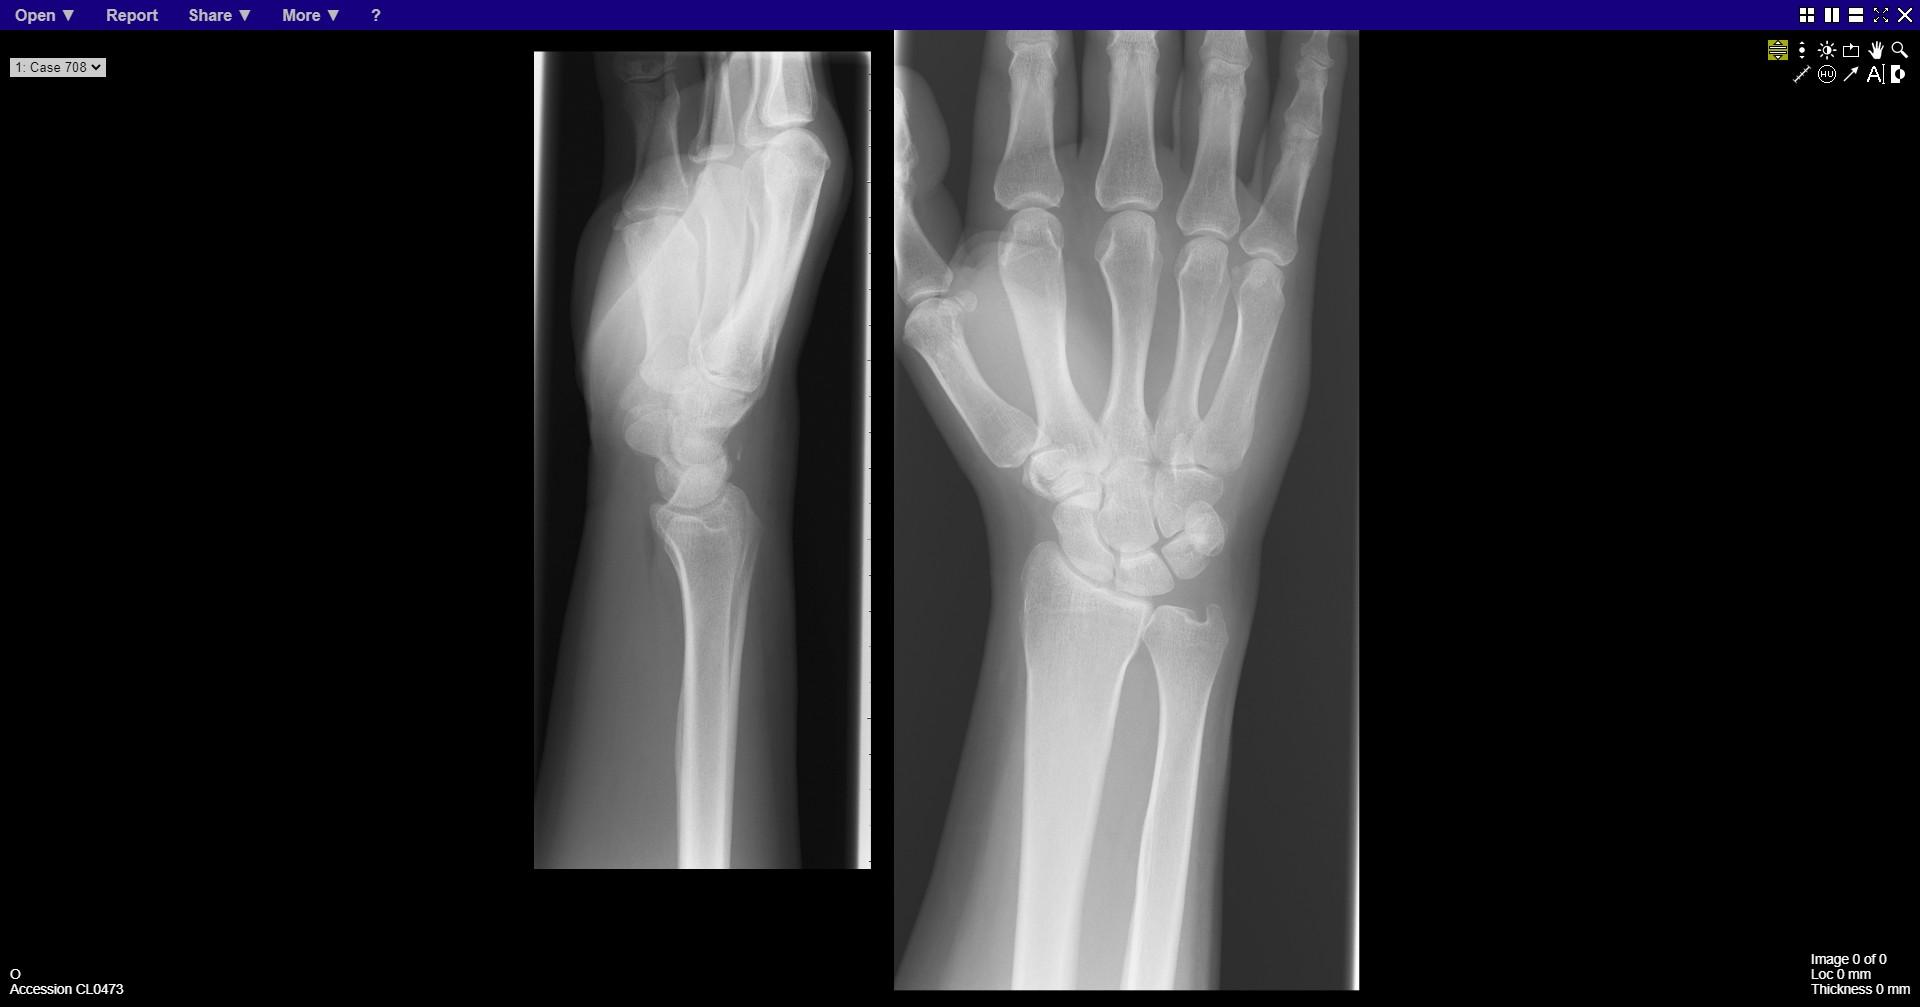 Open ▼ Report Share ▼ More ▼ ?
1: Case 708
HU
A
O
Accession CL0473
Image 0 of 0
Loc 0 mm
Thickness 0 mm